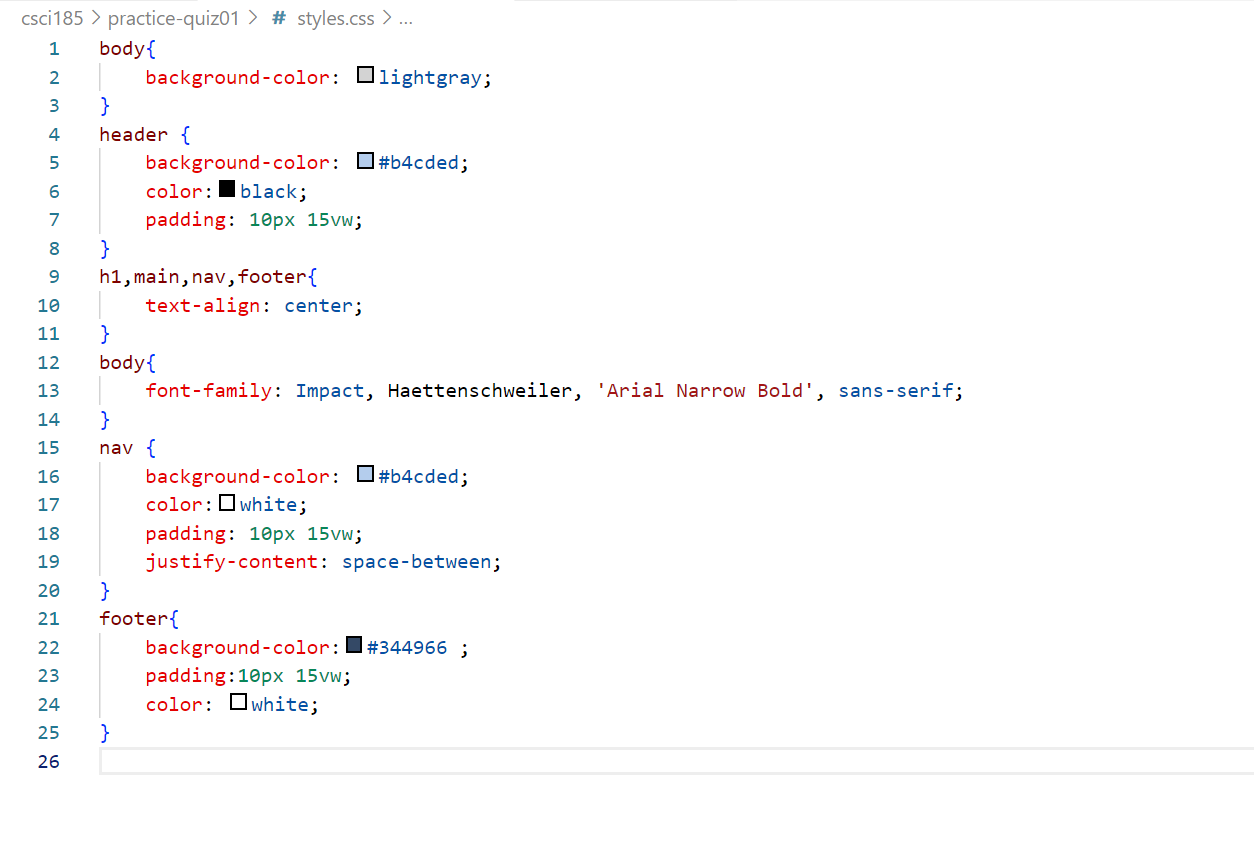 csci185 > practice-quiz01 > # styles.css > ...
1 body{
2 background-color: lightgray;
3 }
4 header {
5 background-color: #b4cded;
6 color: black;
7 padding: 10px 15vw;
8 }
9 h1,main,nav,footer{
10 text-align: center;
11 }
12 body{
13 font-family: Impact, Haettenschweiler, 'Arial Narrow Bold', sans-serif;
14 }
15 nav {
16 background-color: #b4cded;
17 color: white;
18 padding: 10px 15vw;
19 justify-content: space-between;
20 }
21 footer{
22 background-color: #344966 ;
23 padding:10px 15vw;
24 color: white;
25 }
26